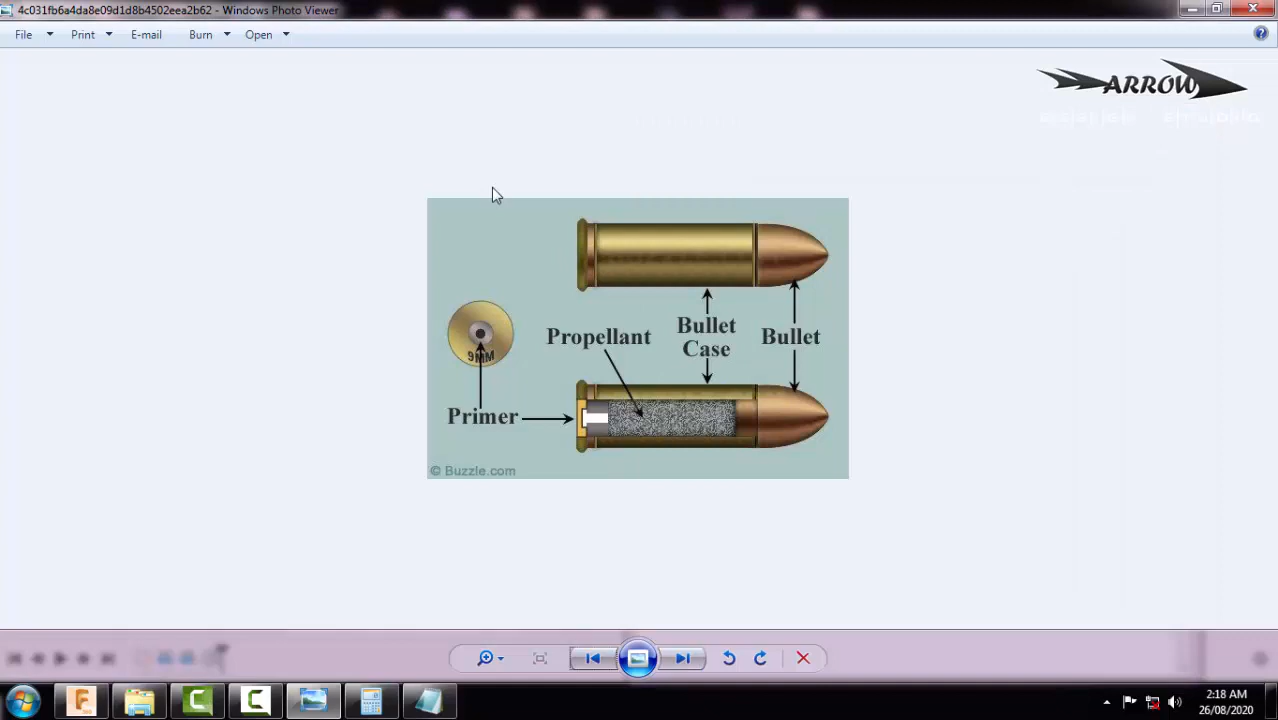 4c031fb6a4da8e09d1d8b4502eea2b62 - Windows Photo Viewer
File Print E-mail Burn Open
ARROW
Propellant
Bullet
Case
Bullet
9MM
Primer
© Buzzle.com
2:18 AM
26/08/2020